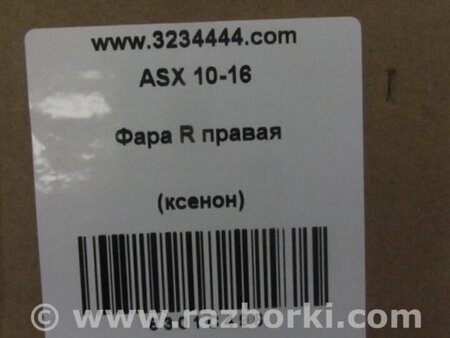 www.3234444.com
ASX 10-16
Фара R правая
(ксенон)
www.razborki.com